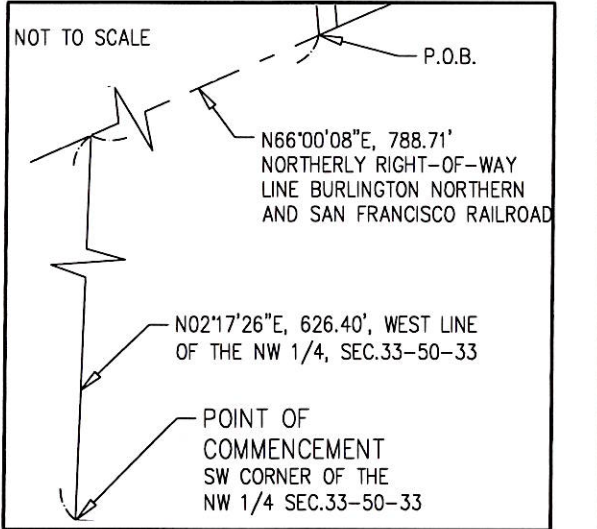 NOT TO SCALE
P.O.B.
N66°00'08"E, 788.71'
NORTHERLY RIGHT-OF-WAY
LINE BURLINGTON NORTHERN
AND SAN FRANCISCO RAILROAD
N02°17'26"E, 626.40', WEST LINE
OF THE NW 1/4, SEC.33-50-33
POINT OF
COMMENCEMENT
SW CORNER OF THE
NW 1/4 SEC.33-50-33